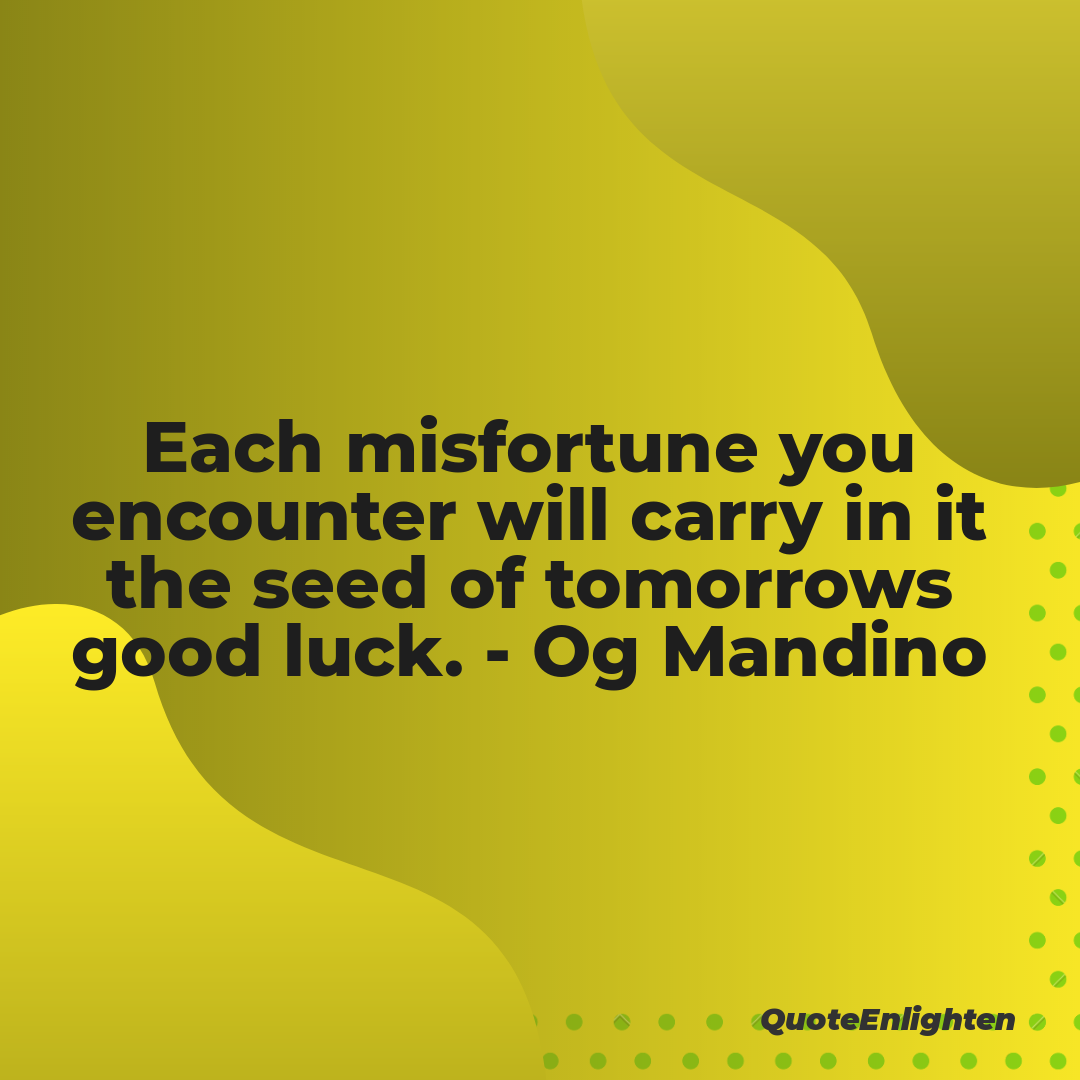 Each misfortune you
encounter will carry in it
the seed of tomorrows
good luck. - Og Mandino
QuoteEnlighten